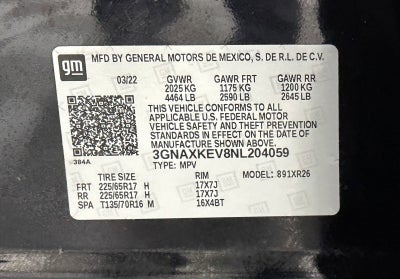 gm MFD BY GENERAL MOTORS DE MEXICO, S. DE R.L. DE C.V.
03/22 GVWR GAWR FRT GAWR RR
2025 KG 1175 KG 1200 KG
4464 LB 2590 LB 2645 LB
THIS VEHICLE CONFORMS TO ALL
APPLICABLE U.S. FEDERAL MOTOR
VEHICLE SAFETY, BUMPER, AND THEFT
PREVENTION STANDARDS IN EFFECT ON
THE DATE OF MANUFACTURE SHOWN ABOVE.
384A 3GNAXKEV8NL204059
TYPE: MPV MODEL: 891XR26
TIRE SIZE RIM
FRT 225/65R17 H 17X7J
RR 225/65R17 H 17X7J
SPA T135/70R16 M 16X4BT